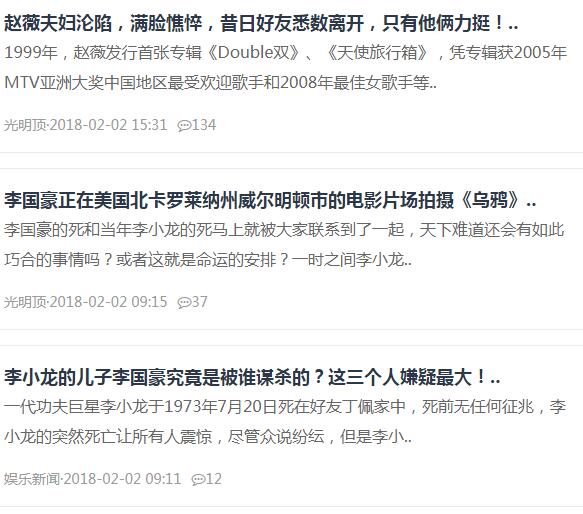 赵薇夫妇沦陷，满脸憔悴，昔日好友悉数离开，只有他俩力挺！..
1999年，赵薇发行首张专辑《Double双》、《天使旅行箱》，凭专辑获2005年
MTV亚洲大奖中国地区最受欢迎歌手和2008年最佳女歌手等..
光明顶·2018-02-02 15:31 134
李国豪正在美国北卡罗莱纳州威尔明顿市的电影片场拍摄《乌鸦》..
李国豪的死和当年李小龙的死马上就被大家联系到了一起，天下难道还会有如此
巧合的事情吗？或者这就是命运的安排？一时之间李小龙..
光明顶·2018-02-02 09:15 37
李小龙的儿子李国豪究竟是被谁谋杀的？这三个人嫌疑最大！..
一代功夫巨星李小龙于1973年7月20日死在好友丁佩家中，死前无任何征兆，李
小龙的突然死亡让所有人震惊，尽管众说纷纭，但是李小..
娱乐新闻·2018-02-02 09:11 12